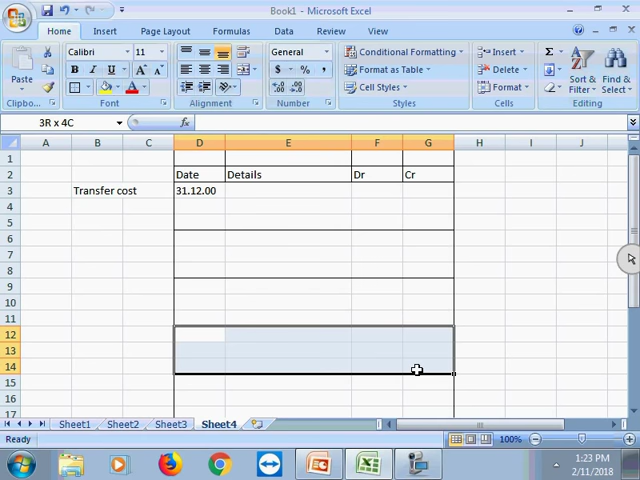 Book1 - Microsoft Excel
Home Insert Page Layout Formulas Data Review View
Paste
Clipbo...
Calibri 11
B I U A A
Font
Alignment
General
$ % ,
Number
Conditional Formatting
Format as Table
Cell Styles
Styles
Insert
Delete
Format
Cells
Σ
Sort & Filter
Find & Select
Editing
3R x 4C
fx
A B C D E F G H I J
1
2 Date Details Dr Cr
3 Transfer cost 31.12.00
4
5
6
7
8
9
10
11
12
13
14
15
16
17
Sheet1 Sheet2 Sheet3 Sheet4
Ready 100%
1:23 PM
2/11/2018